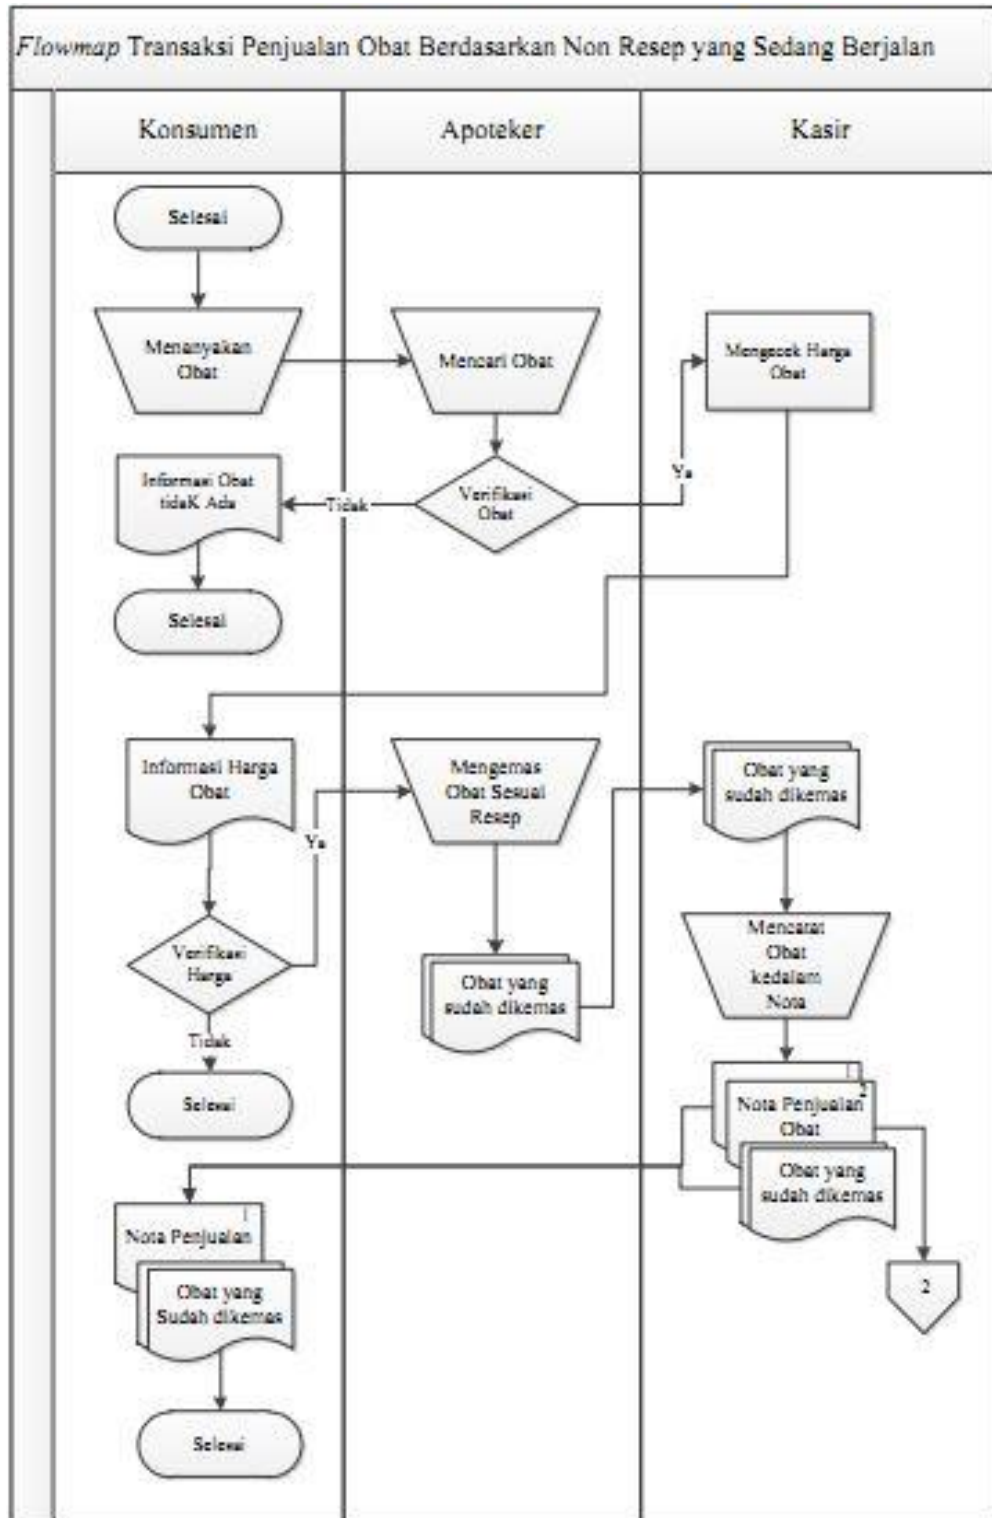 Flowmap Transaksi Penjualan Obat Berdasarkan Non Resep yang Sedang Berjalan
Konsumen
Apoteker
Kasir
Selesai
Menanyakan
Obat
Mencari Obat
Mengecek Harga
Obat
Ya
Verifikasi
Obat
Tidak
Informasi Obat
tidaK Ada
Selesai
Informasi Harga
Obat
Ya
Mengemas
Obat Sesuai
Resep
Obat yang
sudah dikemas
Verifikasi
Harga
Tidak
Selesai
Obat yang
sudah dikemas
Mencatat
Obat
kedalam
Nota
1
2
Nota Penjualan
Obat
Obat yang
sudah dikemas
2
1
Nota Penjualan
Obat yang
Sudah dikemas
Selesai